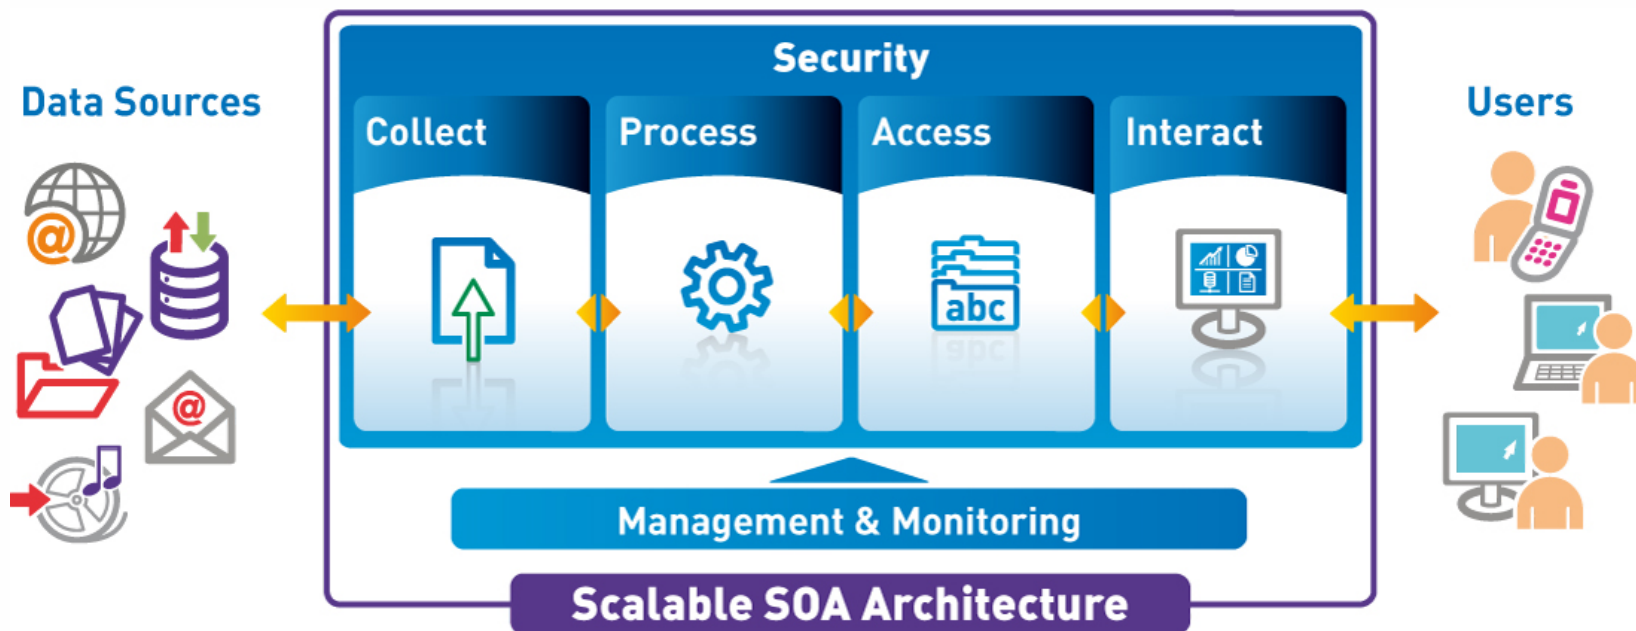 Security
Data Sources
Collect
Process
Access
Interact
Users
@
@
abc
Management & Monitoring
Scalable SOA Architecture